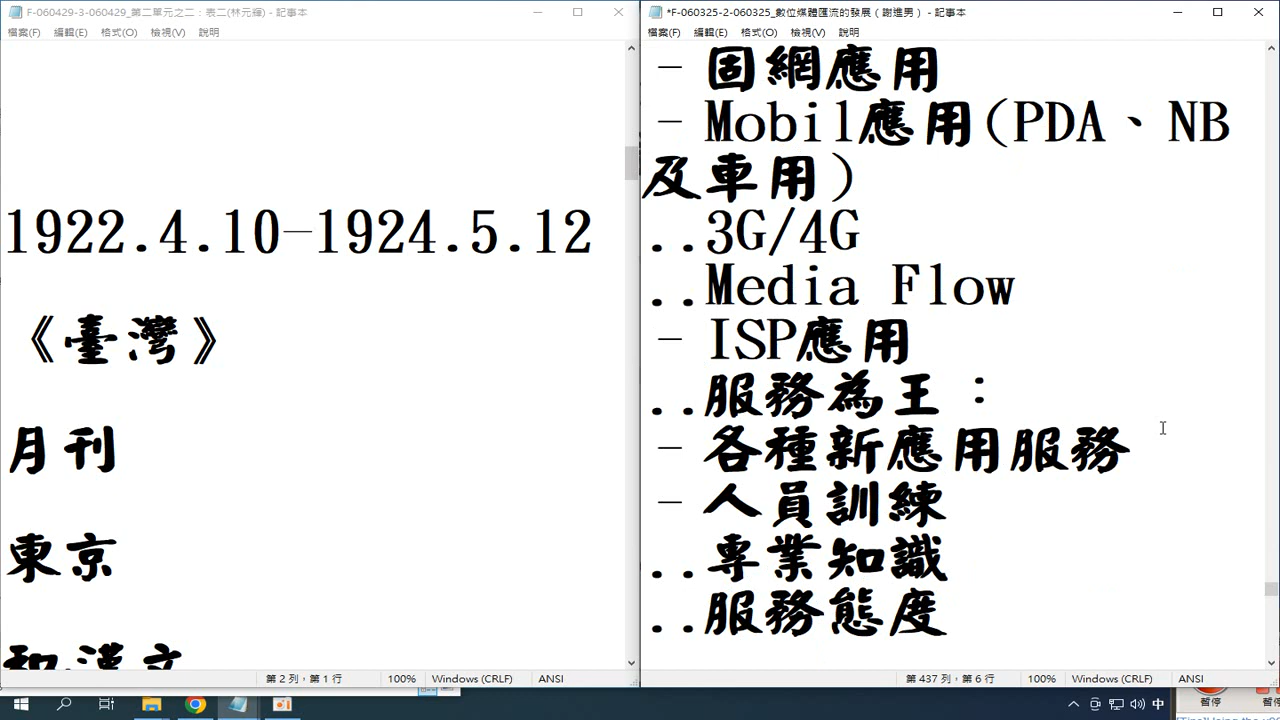 F-060429-3-060429_第二單元之二：表二(林元輝) - 記事本
檔案(F) 編輯(E) 格式(O) 檢視(V) 說明
1922.4.10-1924.5.12
《臺灣》
月刊
東京
和漢文
第 2 列，第 1 行 100% Windows (CRLF) ANSI
*F-060325-2-060325_數位媒體匯流的發展（謝進男） - 記事本
檔案(F) 編輯(E) 格式(O) 檢視(V) 說明
- 固網應用
- Mobil應用(PDA、NB
及車用)
..3G/4G
..Media Flow
- ISP應用
..服務為王：
- 各種新應用服務
- 人員訓練
..專業知識
..服務態度
第 437 列，第 6 行 100% Windows (CRLF) ANSI
中
暫停